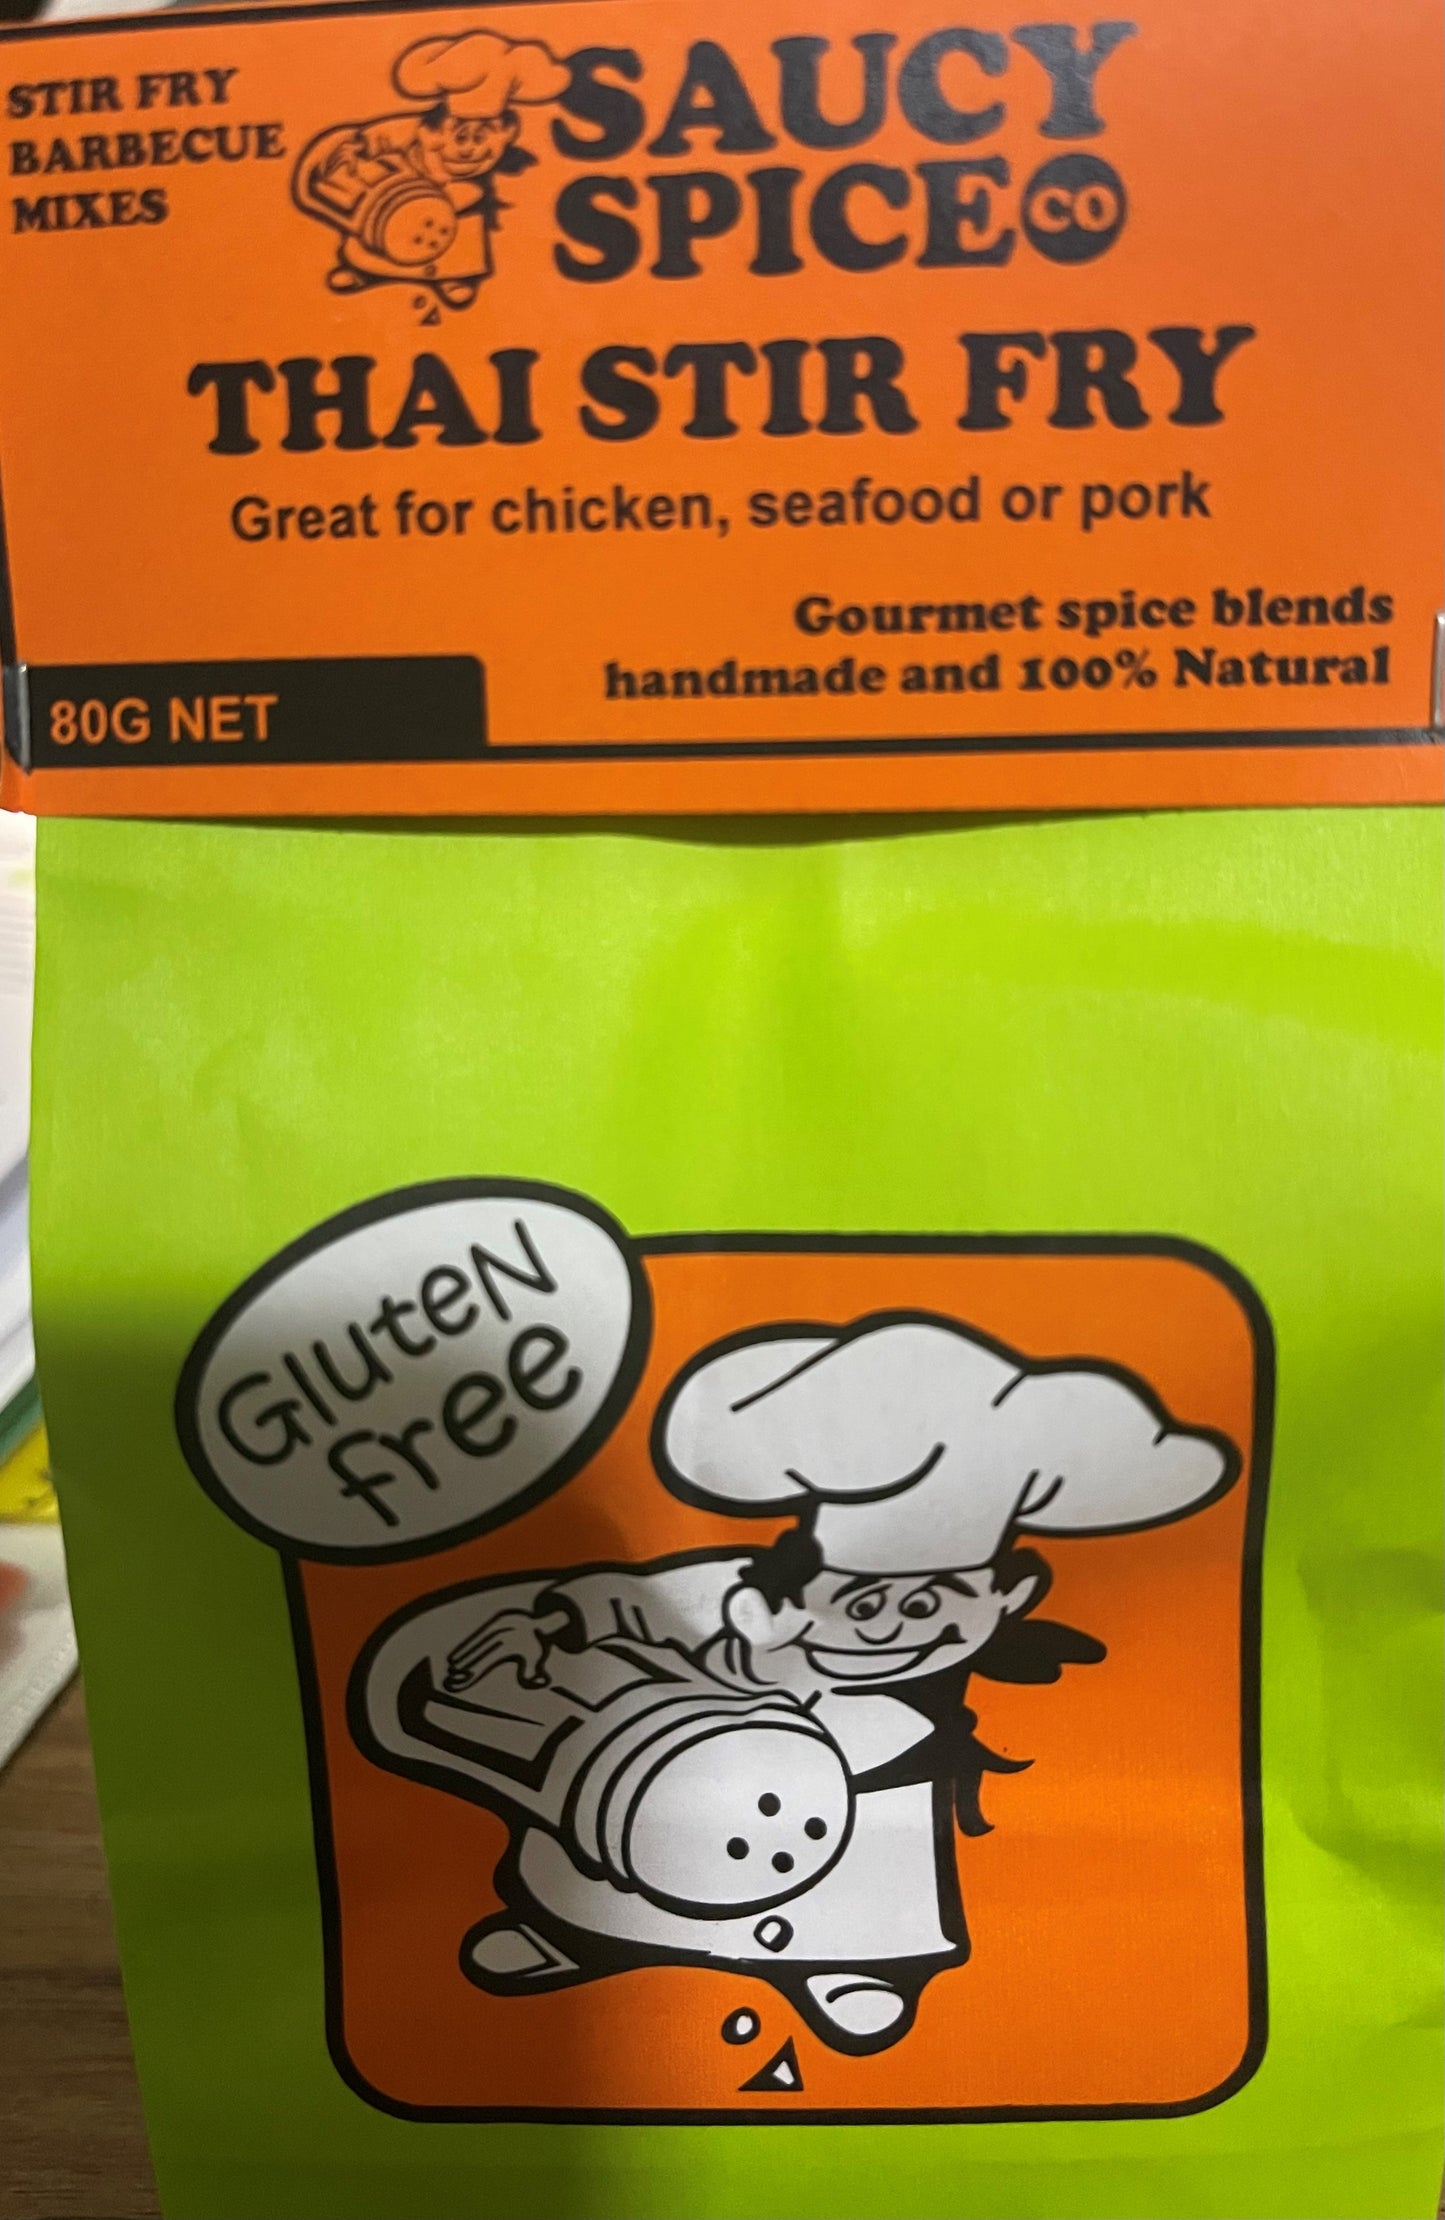 STIR FRY
BARBECUE
MIXES
SAUCY
SPICE CO
THAI STIR FRY
Great for chicken, seafood or pork
Gourmet spice blends
handmade and 100% Natural
80G NET
GluteN
free